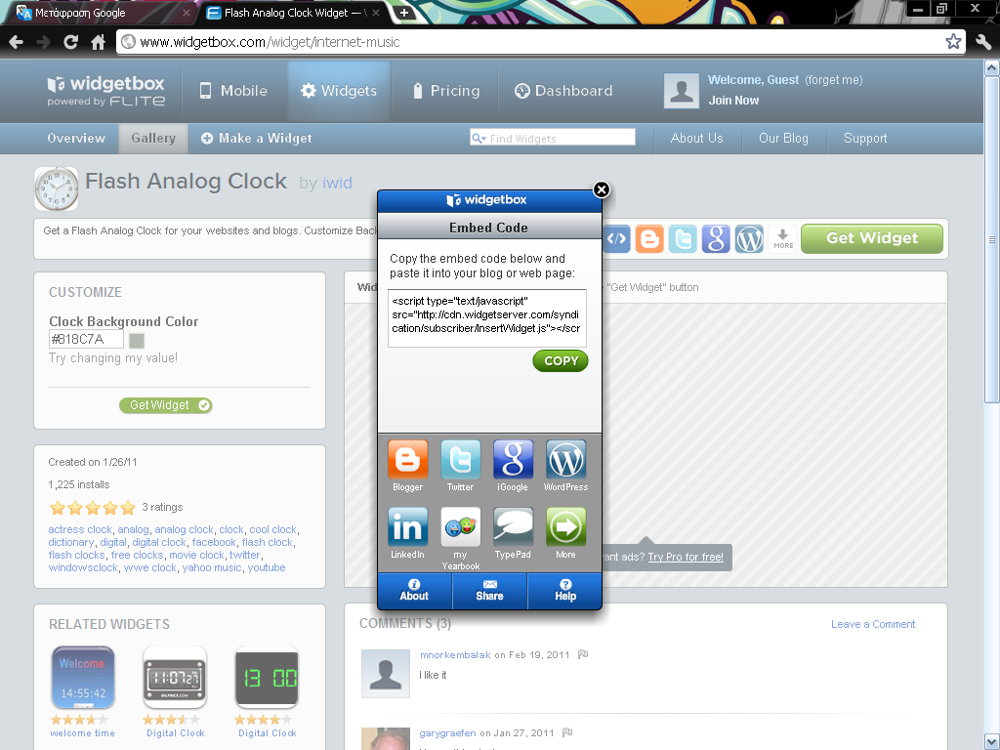 Μετάφραση Google
Flash Analog Clock Widget — W
www.widgetbox.com/widget/internet-music
widgetbox
powered by FLITE
Mobile
Widgets
Pricing
Dashboard
Welcome, Guest (forget me)
Join Now
Overview
Gallery
Make a Widget
Find Widgets
About Us
Our Blog
Support
Flash Analog Clock by iwid
Get a Flash Analog Clock for your websites and blogs. Customize Back
MORE
Get Widget
CUSTOMIZE
Clock Background Color
#818C7A
Try changing my value!
Get Widget
Created on 1/26/11
1,225 installs
3 ratings
actress clock, analog, analog clock, clock, cool clock,
dictionary, digital, digital clock, facebook, flash clock,
flash clocks, free clocks, movie clock, twitter,
windowsclock, wwe clock, yahoo music, youtube
RELATED WIDGETS
Welcome
14:55:42
welcome time
11:07 27
Digital Clock
13 00
Digital Clock
"Get Widget" button
widgetbox
Embed Code
Copy the embed code below and
paste it into your blog or web page:
<script type="text/javascript"
src="http://cdn.widgetserver.com/syndi
cation/subscriber/InsertWidget.js"></scr
COPY
Blogger
Twitter
iGoogle
WordPress
LinkedIn
my
Yearbook
TypePad
More
About
Share
Help
ant ads? Try Pro for free!
COMMENTS (3)
Leave a Comment
mnorkembalak on Feb 19, 2011
I like it
garygraefen on Jan 27, 2011